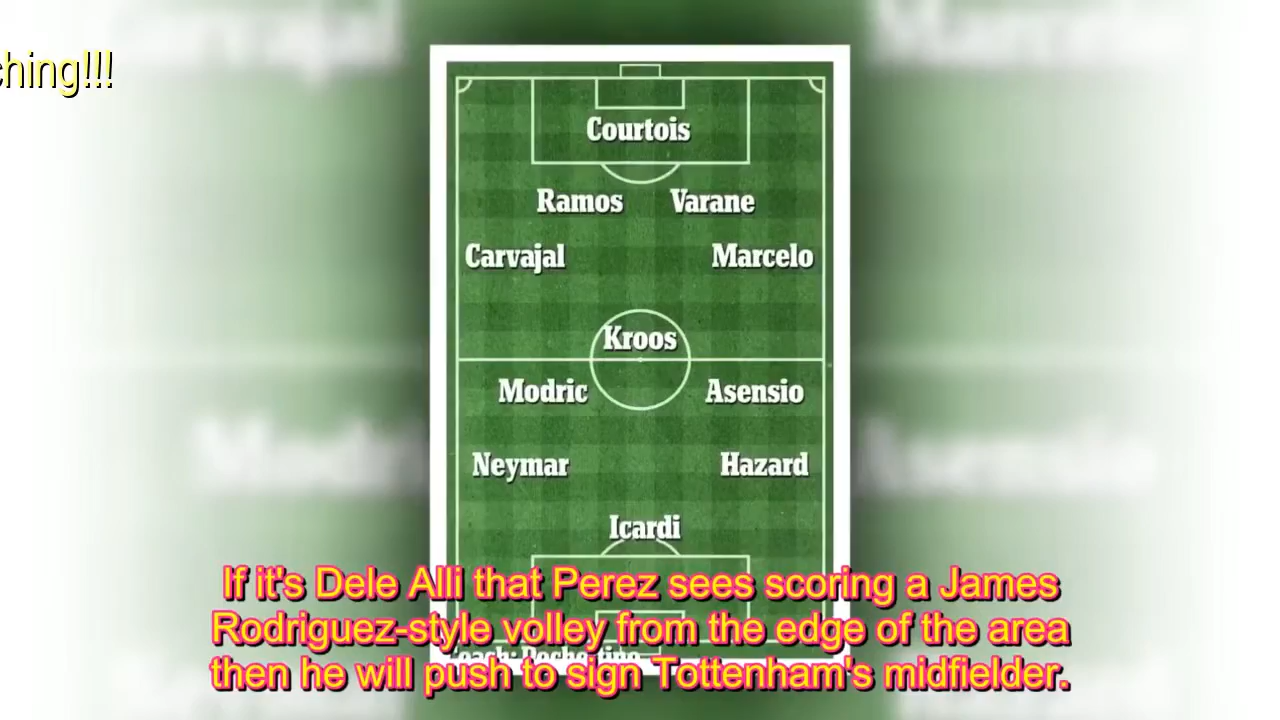 ching!!!
Courtois
Ramos Varane
Carvajal Marcelo
Kroos
Modric Asensio
Neymar Hazard
Icardi
If it's Dele Alli that Perez sees scoring a James
Rodriguez-style volley from the edge of the area
then he will push to sign Tottenham's midfielder.